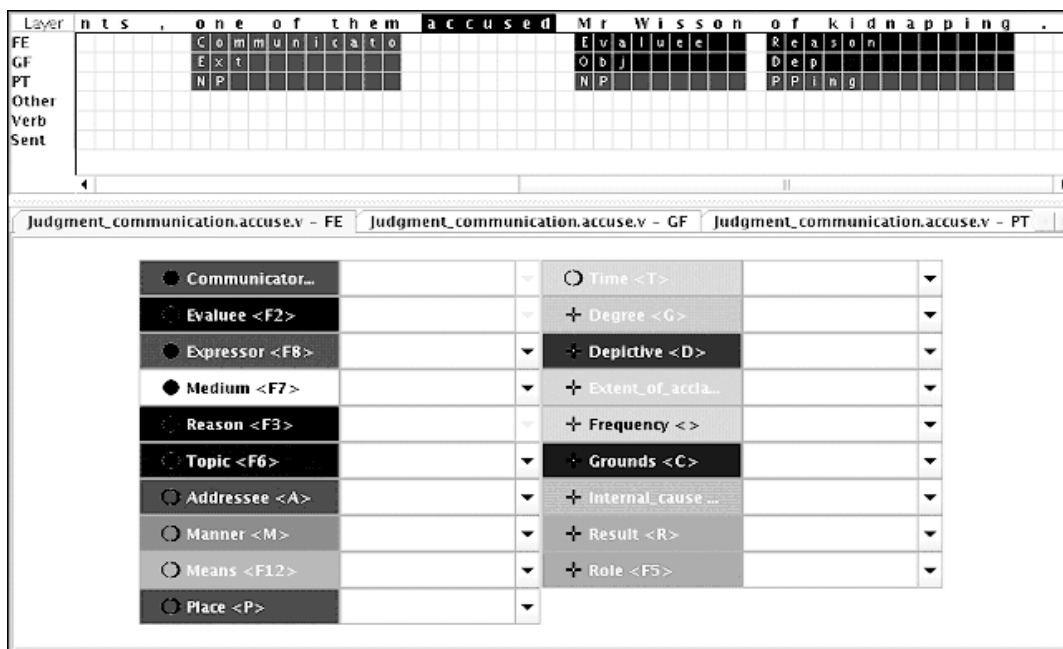 Layer nts, one of them accused Mr Wisson of kidnapping.
FE Communicato Evaluee Reason
GF Ext Obj Dep
PT NP NP PPing
Other
Verb
Sent
Judgment_communication.accuse.v – FE Judgment_communication.accuse.v – GF Judgment_communication.accuse.v – PT
Communicator... Time <T>
Evaluee <F2> Degree <G>
Expressor <F8> Depictive <D>
Medium <F7> Extent_of_accla...
Reason <F3> Frequency <>
Topic <F6> Grounds <C>
Addressee <A> Internal_cause ...
Manner <M> Result <R>
Means <F12> Role <F5>
Place <P>